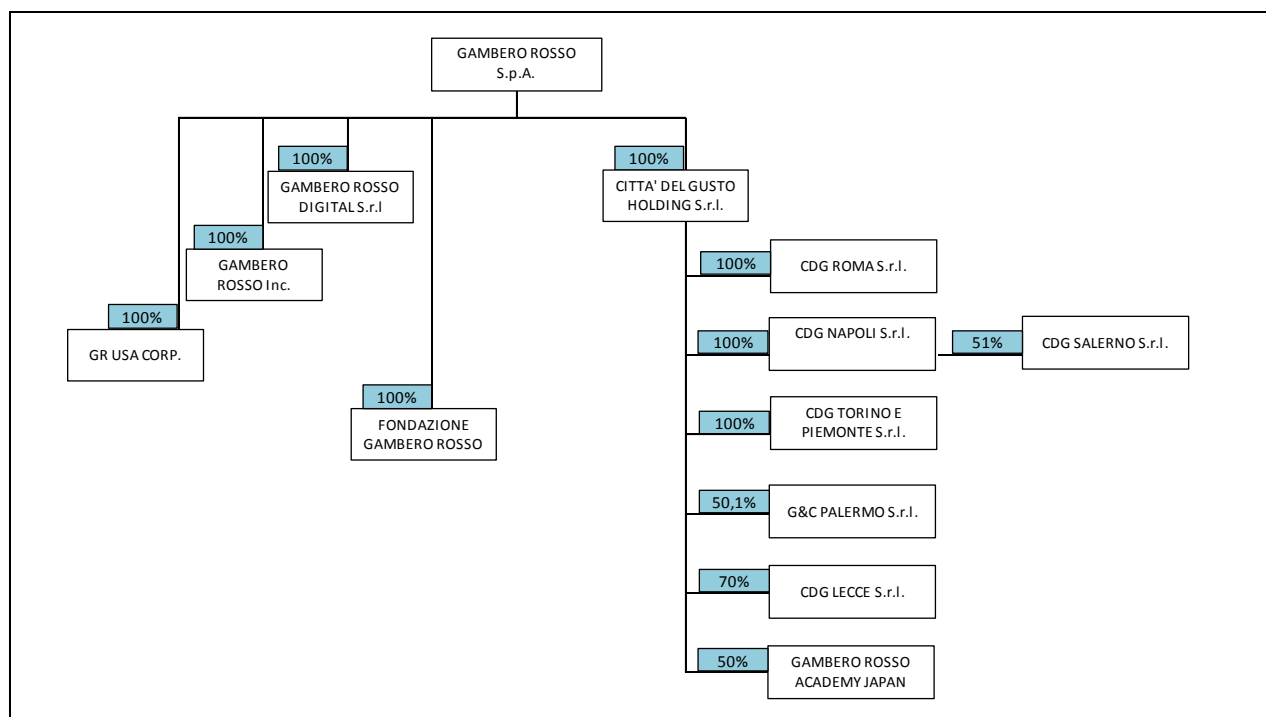 GAMBERO ROSSO
S.p.A.
100%
GAMBERO ROSSO
DIGITAL S.r.l
100%
CITTA' DEL GUSTO
HOLDING S.r.l.
100%
GAMBERO
ROSSO Inc.
100%
CDG ROMA S.r.l.
100%
GR USA CORP.
100%
CDG NAPOLI S.r.l.
51%
CDG SALERNO S.r.l.
100%
FONDAZIONE
GAMBERO ROSSO
100%
CDG TORINO E
PIEMONTE S.r.l.
50,1%
G&C PALERMO S.r.l.
70%
CDG LECCE S.r.l.
50%
GAMBERO ROSSO
ACADEMY JAPAN